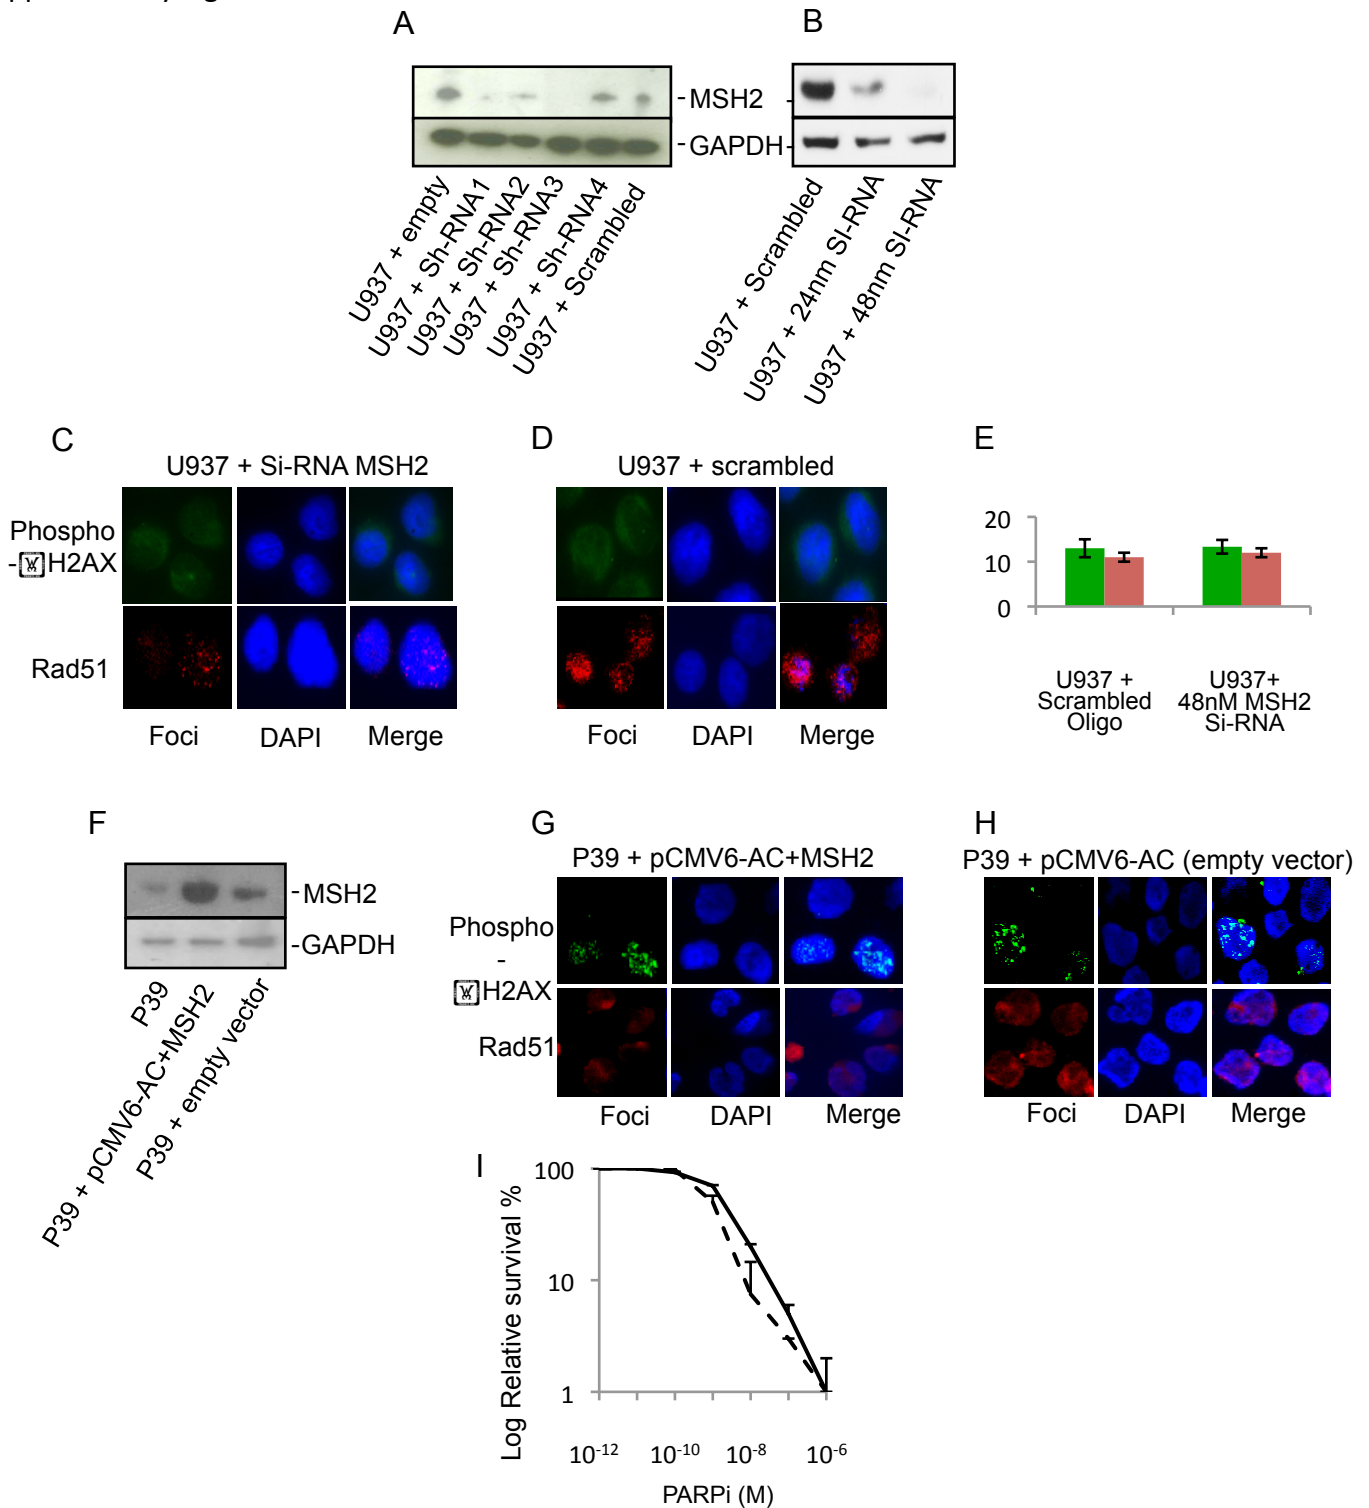 A
B
-MSH2
-
-GAPDH-
U937 + empty
U937 + Sh-RNA1
U937 + Sh-RNA2
U937 + Sh-RNA3
U937 + Sh-RNA4
U937 + Scrambled
U937 + Scrambled
U937 + 24nm SI-RNA
U937 + 48nm SI-RNA
C
D
E
U937 + Si-RNA MSH2
U937 + scrambled
Phospho
-H2AX
Rad51
Foci DAPI Merge
Foci DAPI Merge
20
10
0
U937 +
Scrambled
Oligo
U937+
48nM MSH2
Si-RNA
F
-MSH2
-GAPDH
P39
P39 + pCMV6-AC+MSH2
P39 + empty vector
G
H
P39 + pCMV6-AC+MSH2
P39 + pCMV6-AC (empty vector)
Phospho
-
H2AX
Rad51
Foci DAPI Merge
Foci DAPI Merge
I
Log Relative survival %
100
10
1
10-12 10-10 10-8 10-6
PARPi (M)